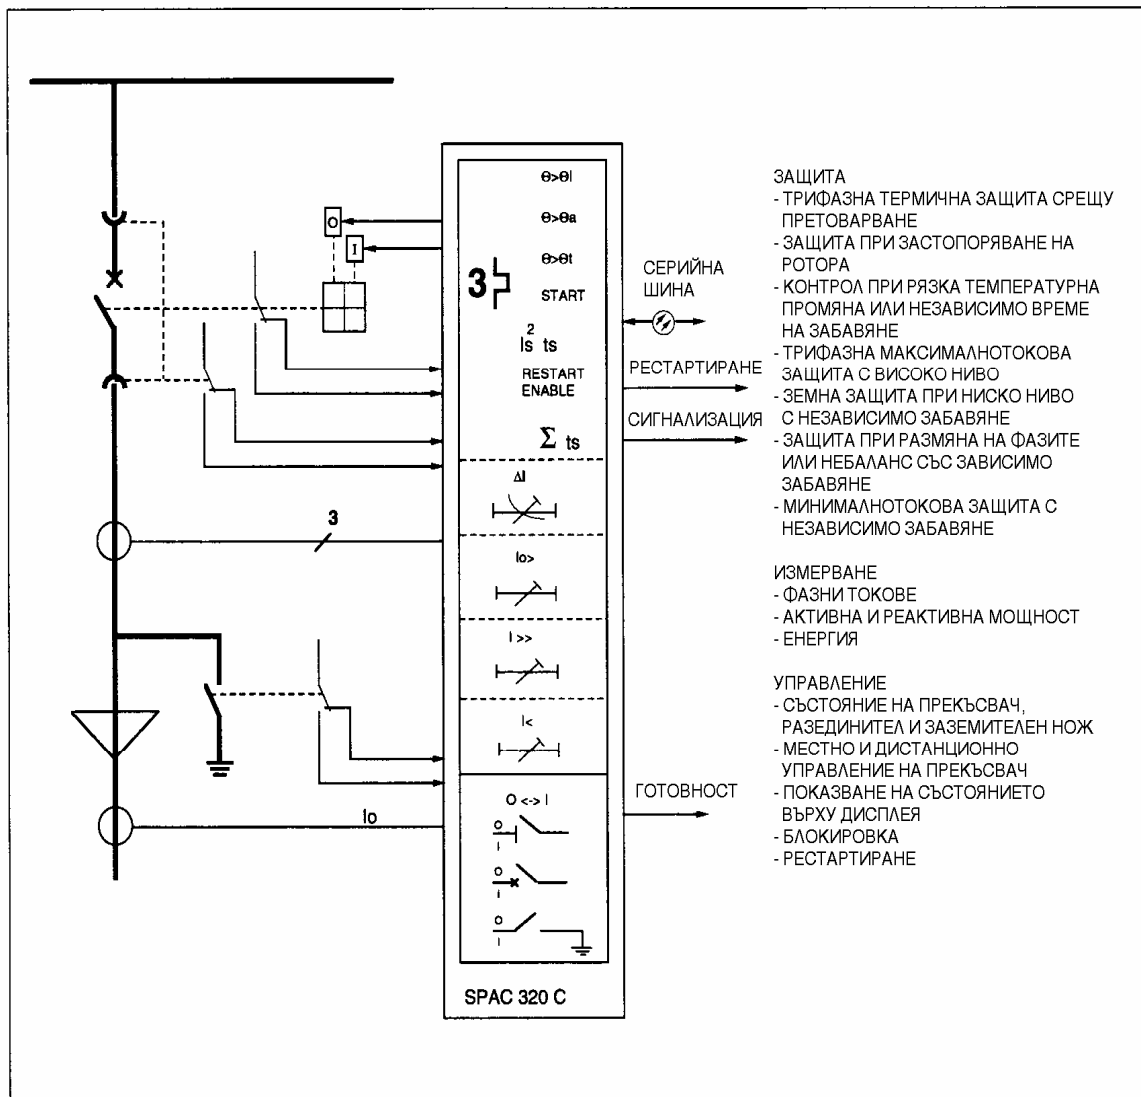 O
I
3
Io
Θ>Θi
Θ>Θa
Θ>Θt
3
START
Is² ts
RESTART
ENABLE
Σ ts
ΔI
Io>
I >>
I<
O <-> I
O
I
O
I
O
I
SPAC 320 C
СЕРИЙНА
ШИНА
РЕСТАРТИРАНЕ
СИГНАЛИЗАЦИЯ
ГОТОВНОСТ
ЗАЩИТА
- ТРИФАЗНА ТЕРМИЧНА ЗАЩИТА СРЕЩУ
ПРЕТОВАРВАНЕ
- ЗАЩИТА ПРИ ЗАСТОПОРЯВАНЕ НА
РОТОРА
- КОНТРОЛ ПРИ РЯЗКА ТЕМПЕРАТУРНА
ПРОМЯНА ИЛИ НЕЗАВИСИМО ВРЕМЕ
НА ЗАБАВЯНЕ
- ТРИФАЗНА МАКСИМАЛНОТОКОВА
ЗАЩИТА С ВИСОКО НИВО
- ЗЕМНА ЗАЩИТА ПРИ НИСКО НИВО
С НЕЗАВИСИМО ЗАБАВЯНЕ
- ЗАЩИТА ПРИ РАЗМЯНА НА ФАЗИТЕ
ИЛИ НЕБАЛАНС СЪС ЗАВИСИМО
ЗАБАВЯНЕ
- МИНИМАЛНОТОКОВА ЗАЩИТА С
НЕЗАВИСИМО ЗАБАВЯНЕ
ИЗМЕРВАНЕ
- ФАЗНИ ТОКОВЕ
- АКТИВНА И РЕАКТИВНА МОЩНОСТ
- ЕНЕРГИЯ
УПРАВЛЕНИЕ
- СЪСТОЯНИЕ НА ПРЕКЪСВАЧ,
РАЗЕДИНИТЕЛ И ЗАЗЕМИТЕЛЕН НОЖ
- МЕСТНО И ДИСТАНЦИОННО
УПРАВЛЕНИЕ НА ПРЕКЪСВАЧ
- ПОКАЗВАНЕ НА СЪСТОЯНИЕТО
ВЪРХУ ДИСПЛЕЯ
- БЛОКИРОВКА
- РЕСТАРТИРАНЕ